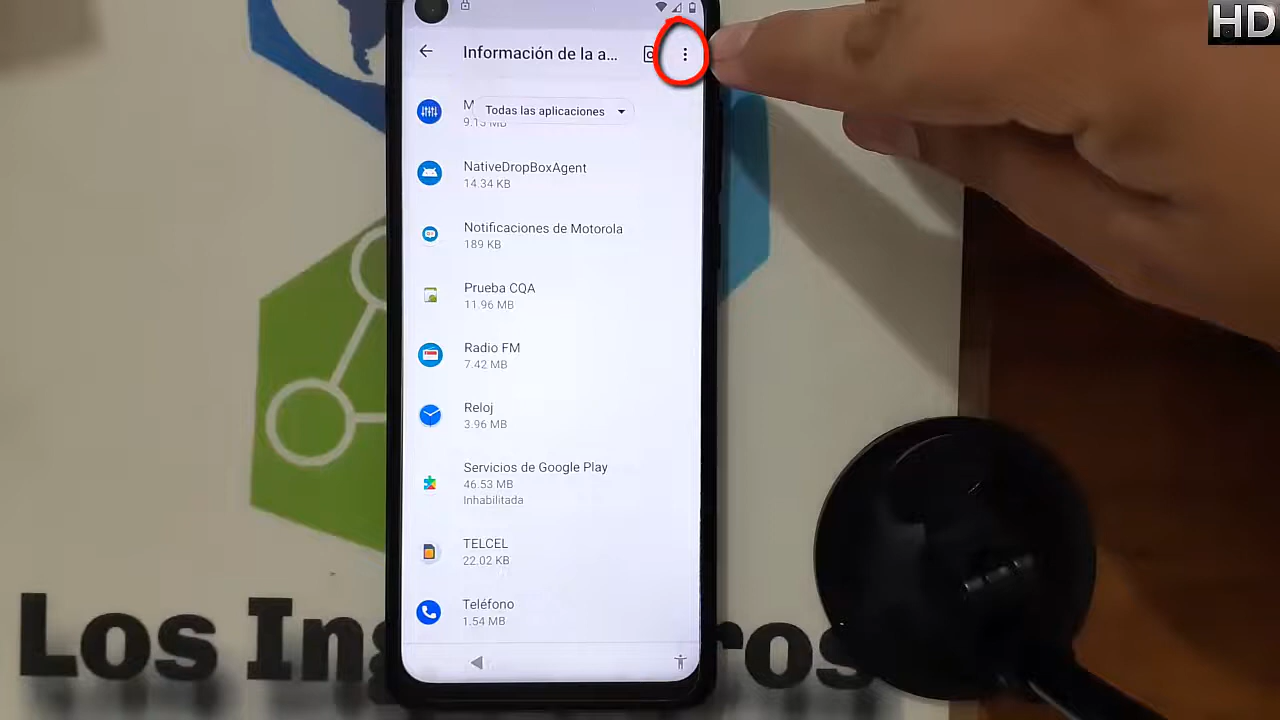 HD
Información de la a...
M
Todas las aplicaciones
9.15 MB
NativeDropBoxAgent
14.34 KB
Notificaciones de Motorola
189 KB
Prueba CQA
11.96 MB
Radio FM
7.42 MB
Reloj
3.96 MB
Servicios de Google Play
46.53 MB
Inhabilitada
TELCEL
22.02 KB
Teléfono
1.54 MB
Los Ing ros